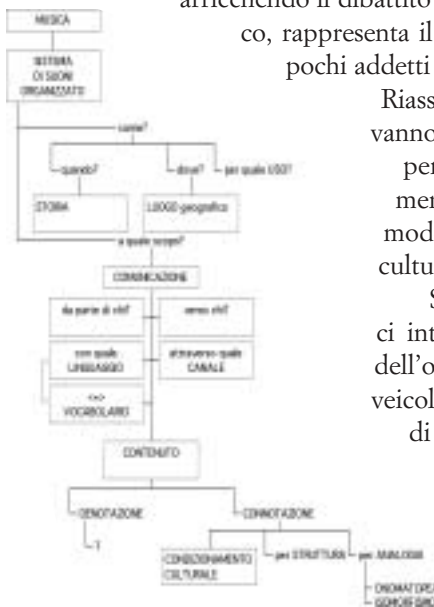 arricchendo il dibattito
co, rappresenta il
pochi addetti
Riass
vanno
per
men
mod
cultu
S
ci int
dell'o
veicol
di
MUSICA
SISTEMA
DI SUONI
ORGANIZZATO
come?
quando?
dove?
per quale USO?
STORIA
LUOGO geografico
a quale scopo?
COMUNICAZIONE
da parte di chi?
verso chi?
con quale
LINGUAGGIO
attraverso quale
CANALE
VOCABOLARIO
CONTENUTO
DENOTAZIONE
CONNOTAZIONE
?
CONDIZIONAMENTO
CULTURALE
per STRUTTURA
per ANALOGIA